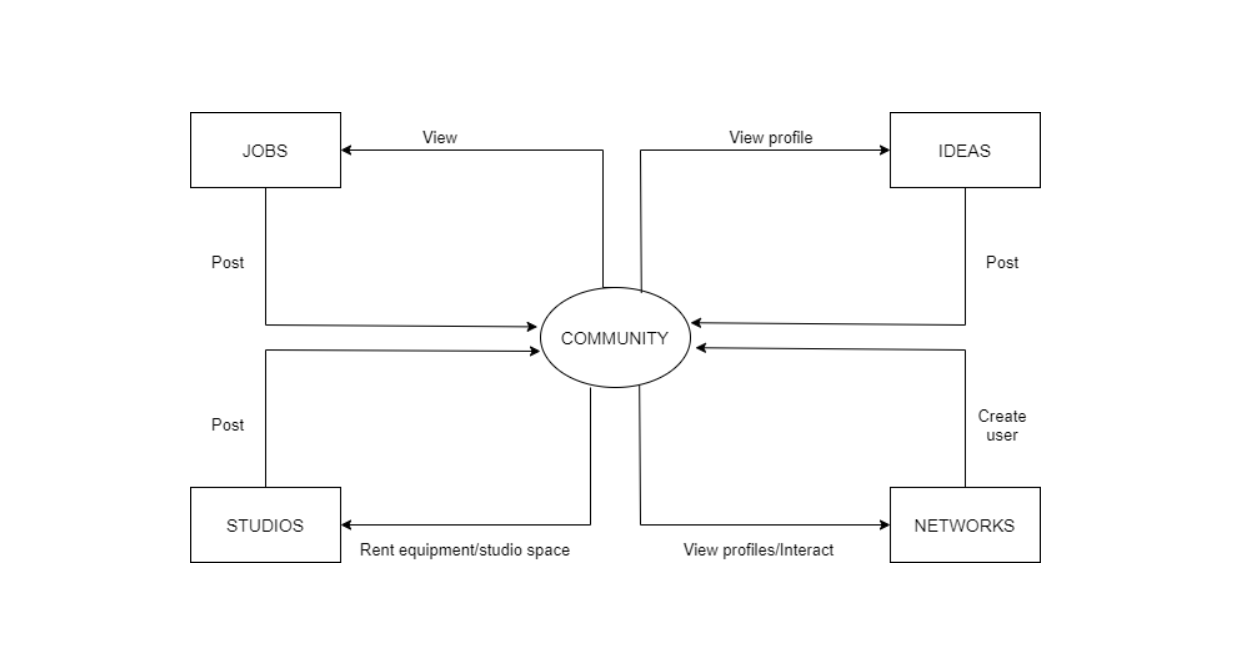 View
View profile
JOBS
IDEAS
Post
Post
COMMUNITY
Post
Create
user
STUDIOS
NETWORKS
Rent equipment/studio space
View profiles/Interact